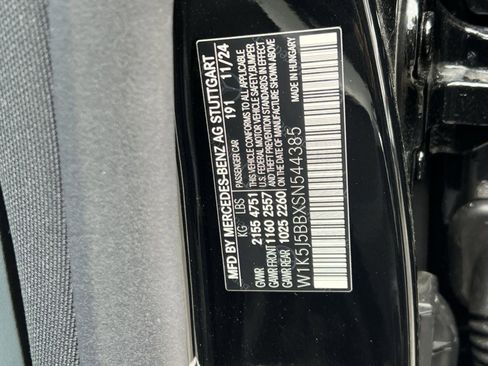 MFD BY MERCEDES-BENZ AG STUTTGART
191 11/24
KG LBS PASSENGER CAR
GVWR 2155 4751 THIS VEHICLE CONFORMS TO ALL APPLICABLE
GAWR FRONT 1160 2557 U.S. FEDERAL MOTOR VEHICLE SAFETY, BUMPER
GAWR REAR 1025 2260 AND THEFT PREVENTION STANDARDS IN EFFECT
ON THE DATE OF MANUFACTURE SHOWN ABOVE
W1K5J5BBXSN544385 MADE IN HUNGARY